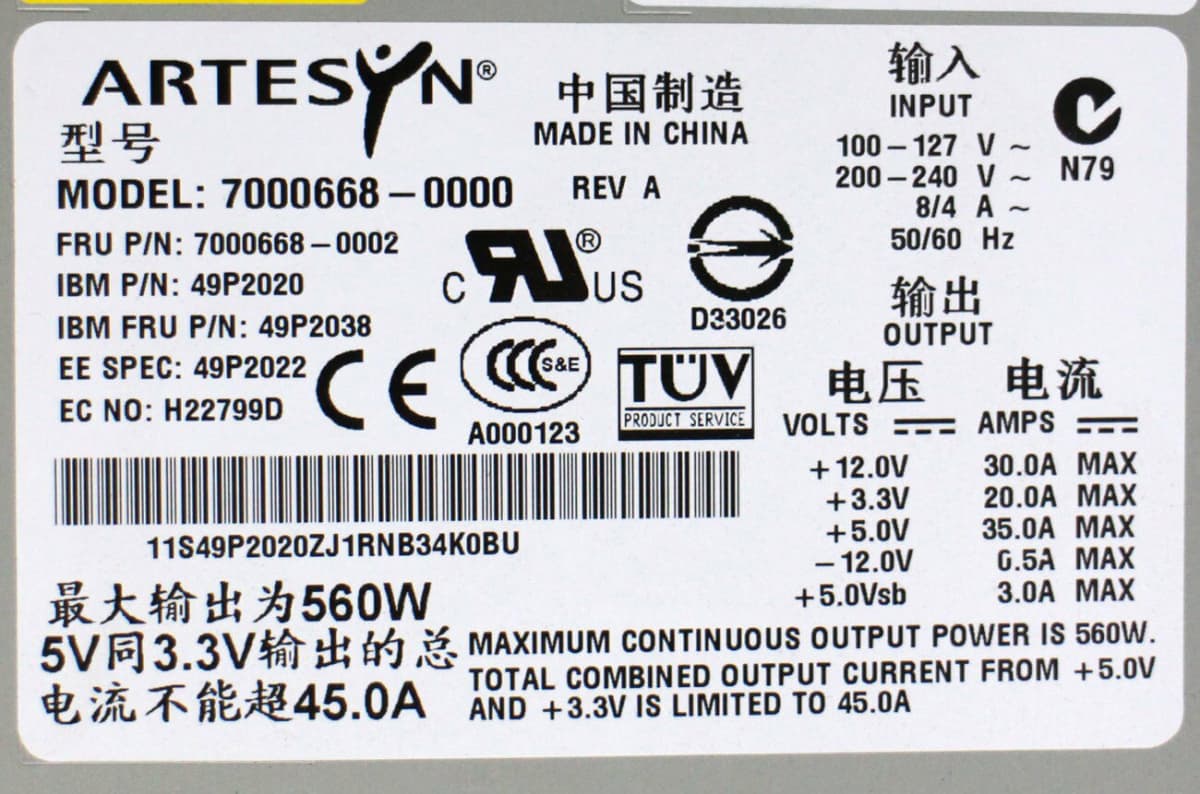 ARTESYN®
型号
MODEL: 7000668-0000
REV A
FRU P/N: 7000668-0002
IBM P/N: 49P2020
IBM FRU P/N: 49P2038
EE SPEC: 49P2022
EC NO: H22799D
中国制造
MADE IN CHINA
C RU® US
D33026
CE
CCC S&E
A000123
TÜV
PRODUCT SERVICE
输入
INPUT
100-127 V ~
200-240 V ~
8/4 A ~
50/60 Hz
N79
输出
OUTPUT
电压 电流
VOLTS AMPS
+12.0V 30.0A MAX
+3.3V 20.0A MAX
+5.0V 35.0A MAX
-12.0V 0.5A MAX
+5.0Vsb 3.0A MAX
11S49P2020ZJ1RNB34K0BU
最大输出为560W
5V同3.3V输出的总
电流不能超45.0A
MAXIMUM CONTINUOUS OUTPUT POWER IS 560W.
TOTAL COMBINED OUTPUT CURRENT FROM +5.0V
AND +3.3V IS LIMITED TO 45.0A